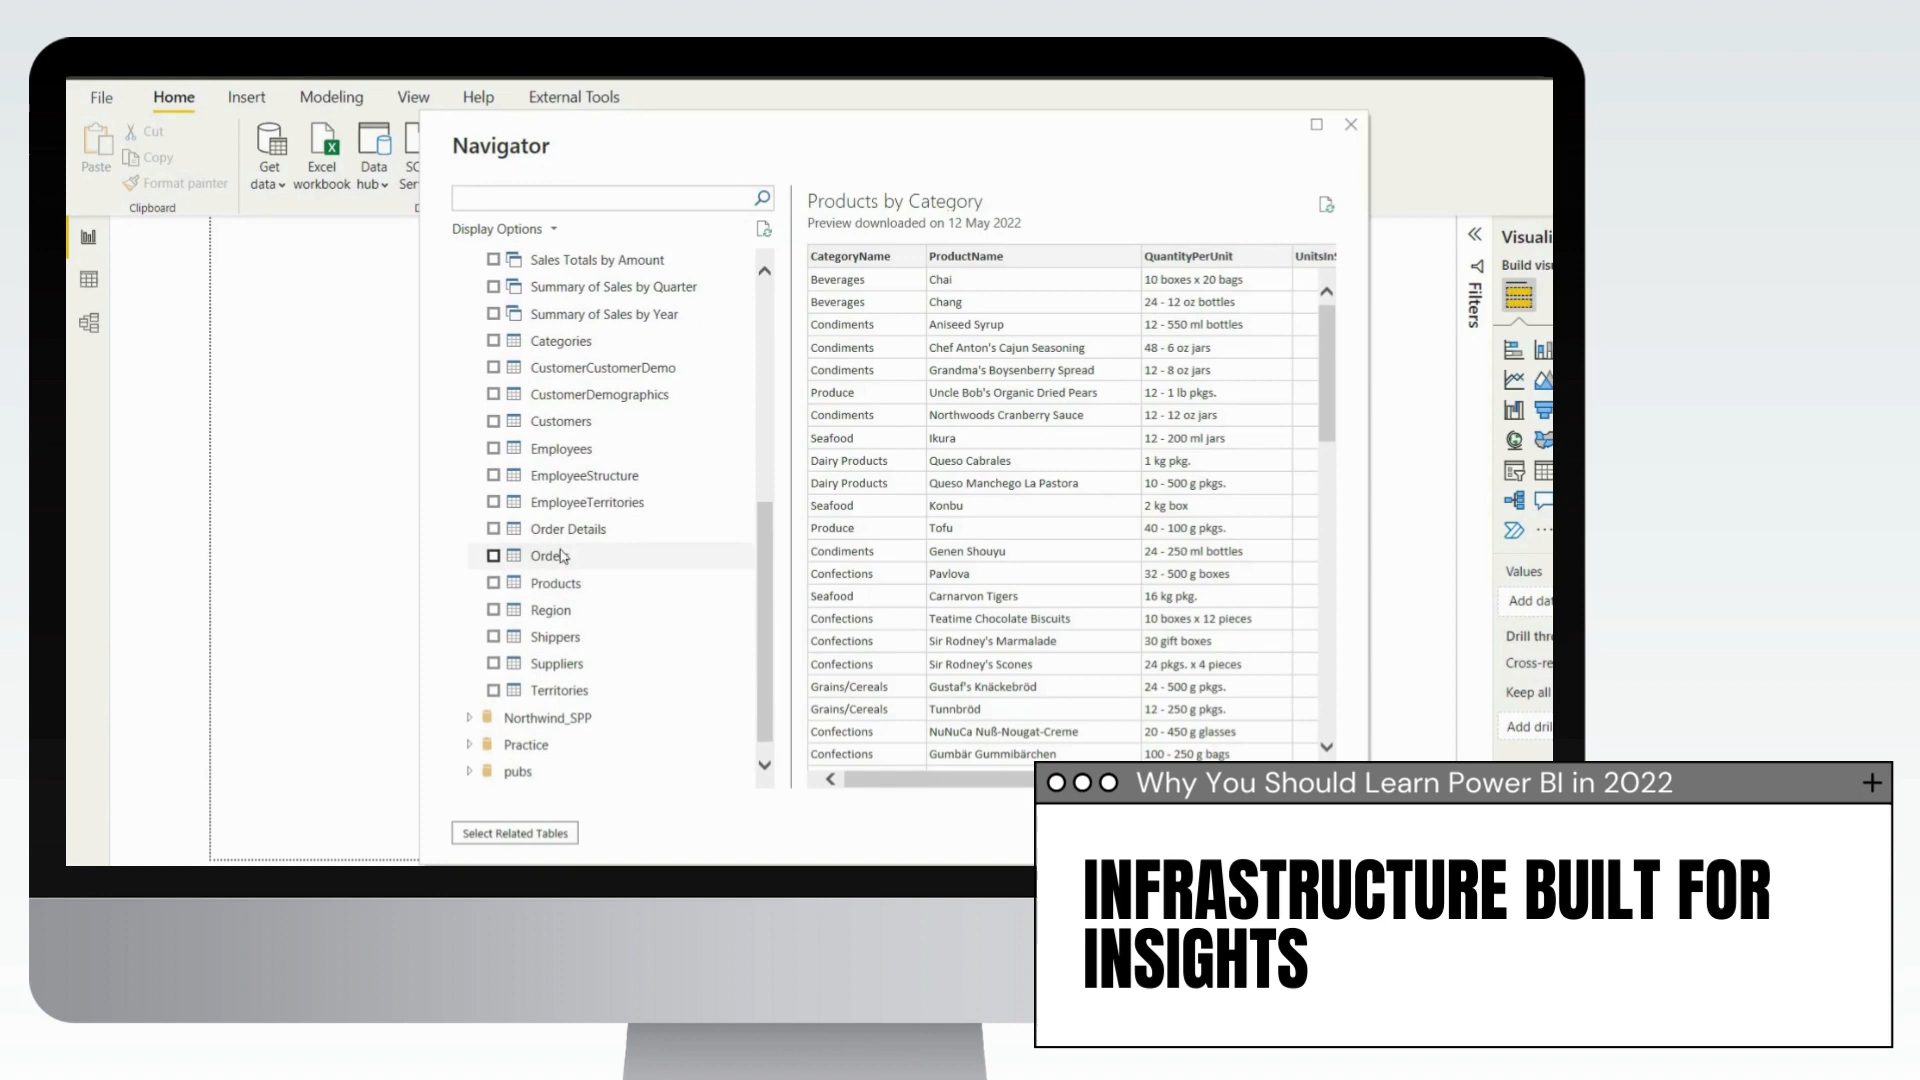 File Home Insert Modeling View Help External Tools
Paste
Cut
Copy
Format painter
Clipboard
Get data
Excel workbook
Data hub
Navigator
Display Options
Sales Totals by Amount
Summary of Sales by Quarter
Summary of Sales by Year
Categories
CustomerCustomerDemo
CustomerDemographics
Customers
Employees
EmployeeStructure
EmployeeTerritories
Order Details
Orders
Products
Region
Shippers
Suppliers
Territories
Northwind_SPP
Practice
pubs
Select Related Tables
Products by Category
Preview downloaded on 12 May 2022
CategoryName ProductName QuantityPerUnit
Beverages Chai 10 boxes x 20 bags
Beverages Chang 24 - 12 oz bottles
Condiments Aniseed Syrup 12 - 550 ml bottles
Condiments Chef Anton's Cajun Seasoning 48 - 6 oz jars
Condiments Grandma's Boysenberry Spread 12 - 8 oz jars
Produce Uncle Bob's Organic Dried Pears 12 - 1 lb pkgs.
Condiments Northwoods Cranberry Sauce 12 - 12 oz jars
Seafood Ikura 12 - 200 ml jars
Dairy Products Queso Cabrales 1 kg pkg.
Dairy Products Queso Manchego La Pastora 10 - 500 g pkgs.
Seafood Konbu 2 kg box
Produce Tofu 40 - 100 g pkgs.
Condiments Genen Shouyu 24 - 250 ml bottles
Confections Pavlova 32 - 500 g boxes
Seafood Carnarvon Tigers 16 kg pkg.
Confections Teatime Chocolate Biscuits 10 boxes x 12 pieces
Confections Sir Rodney's Marmalade 30 gift boxes
Confections Sir Rodney's Scones 24 pkgs. x 4 pieces
Grains/Cereals Gustaf's Knäckebröd 24 - 500 g pkgs.
Grains/Cereals Tunnbröd 12 - 250 g pkgs.
Confections NuNuCa Nuß-Nougat-Creme 20 - 450 g glasses
Confections Gumbär Gummibärchen 100 - 250 g bags
Filters
Build
Values
Add
Drill
Keep all
Add
Why You Should Learn Power BI in 2022
INFRASTRUCTURE BUILT FOR
INSIGHTS